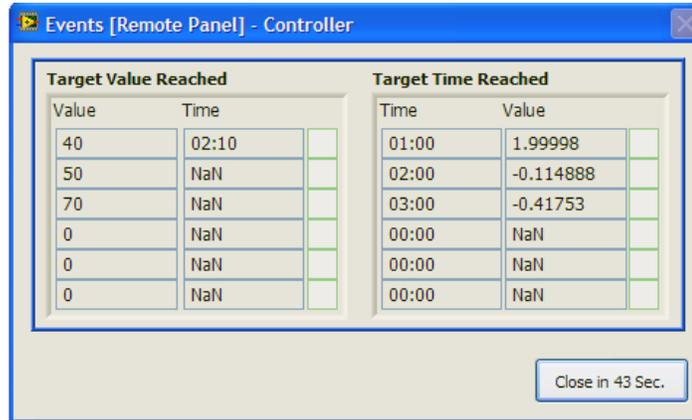 Events [Remote Panel] - Controller
Target Value Reached Target Time Reached
Value Time Time Value
40 02:10 01:00 1.99998
50 NaN 02:00 -0.114888
70 NaN 03:00 -0.41753
0 NaN 00:00 NaN
0 NaN 00:00 NaN
0 NaN 00:00 NaN
Close in 43 Sec.